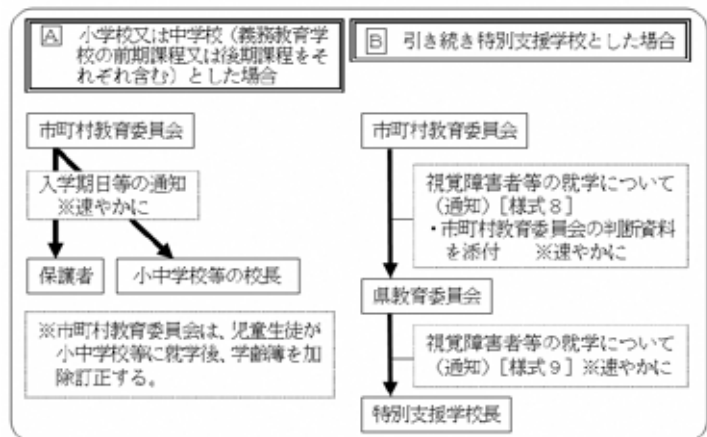 A 小学校又は中学校（義務教育学
校の前期課程又は後期課程をそ
れぞれ含む）とした場合
市町村教育委員会
入学期日等の通知
※速やかに
保護者
小中学校等の校長
※市町村教育委員会は、児童生徒が
小中学校等に就学後、学齢簿を加
除訂正する。
B 引き続き特別支援学校とした場合
市町村教育委員会
視覚障害者等の就学について
（通知）［様式８］
・市町村教育委員会の判断資料
を添付 ※速やかに
県教育委員会
視覚障害者等の就学について
（通知）［様式９］※速やかに
特別支援学校長